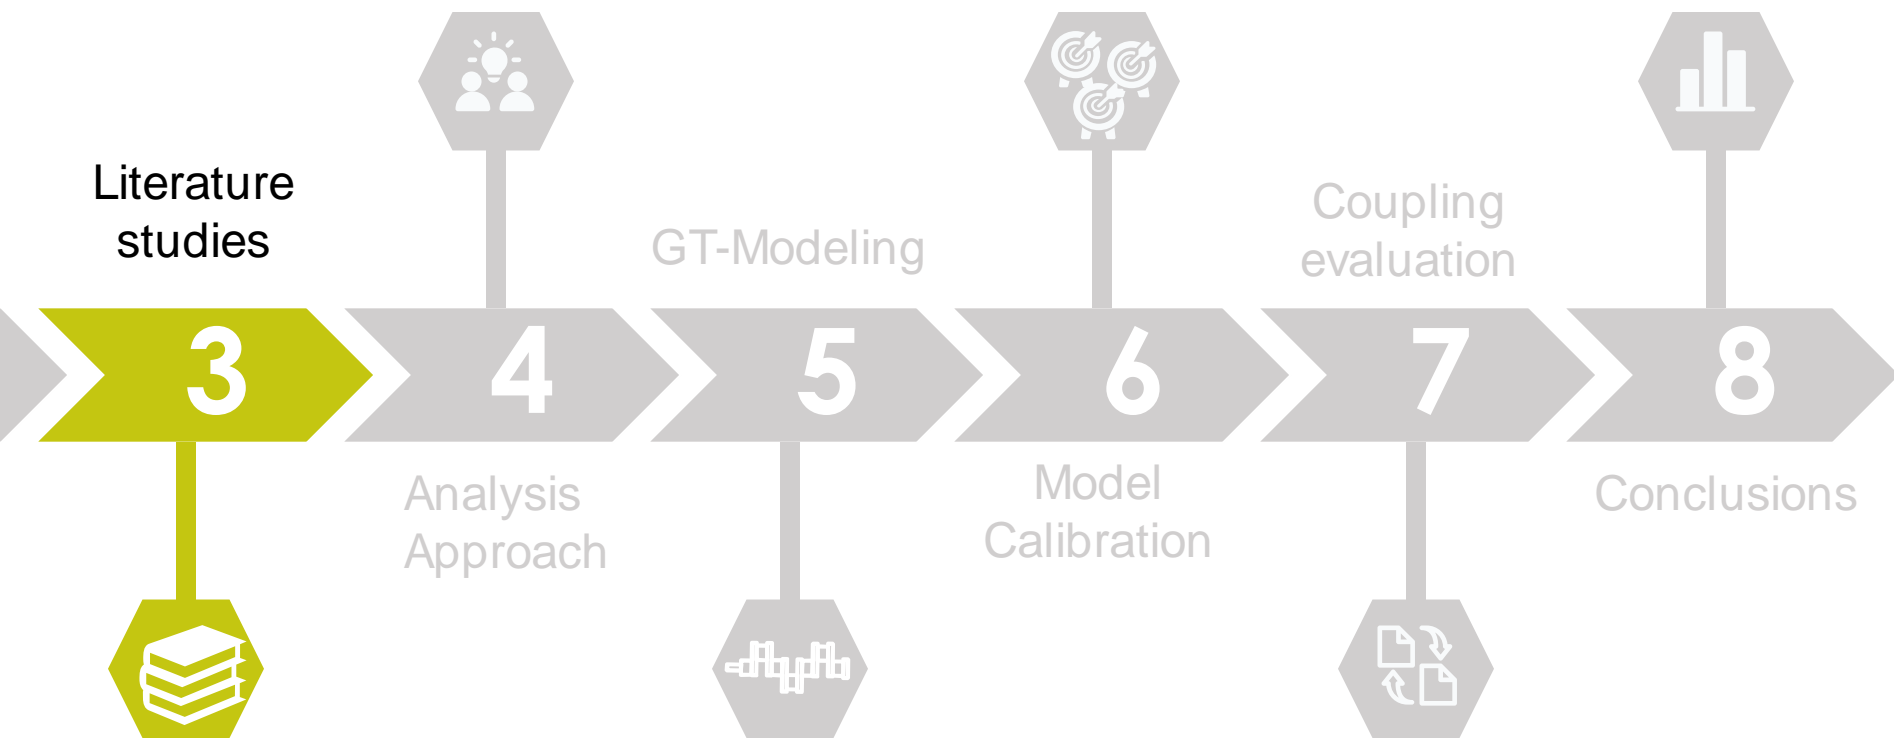 Literature
studies
3
4
Analysis
Approach
GT-Modeling
5
6
Model
Calibration
Coupling
evaluation
7
8
Conclusions